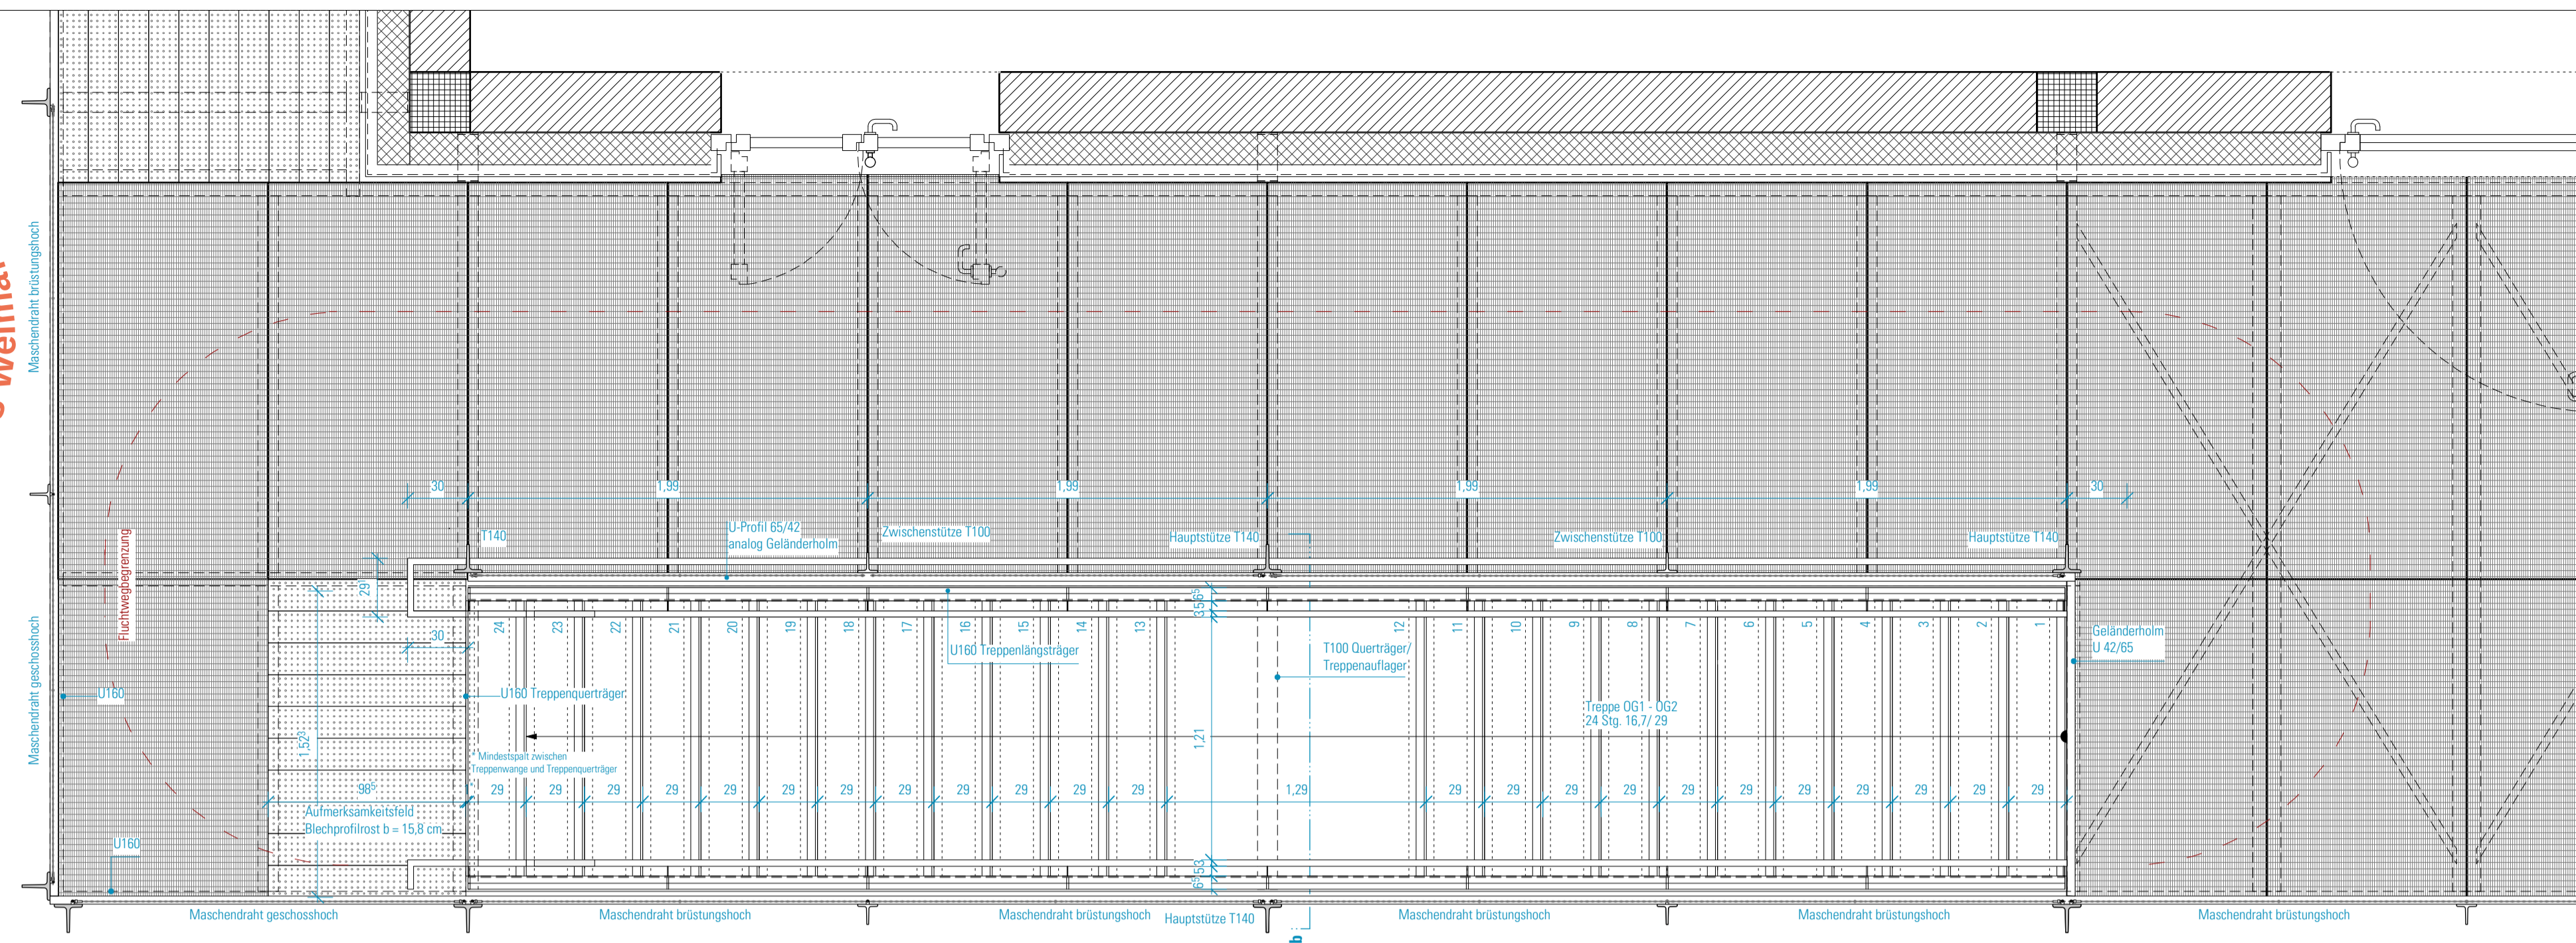 Maschendraht brüstungshoch
Maschendraht geschosshoch
Fluchtwegbegrenzung
30
1,99
1,99
1,99
1,99
30
T140
U-Profil 65/42
analog Geländerholm
Zwischenstütze T100
Hauptstütze T140
Zwischenstütze T100
Hauptstütze T140
29¹
30
24
23
22
21
20
19
18
17
16
15
14
13
12
11
10
9
8
7
6
5
4
3
2
1
U160 Treppenlängsträger
T100 Querträger/
Treppenauflager
Geländerholm
U 42/65
U160
U160 Treppenquerträger
Treppe OG1 - OG2
24 Stg. 16,7/ 29
1,52³
1,21
* Mindestspalt zwischen
Treppenwange und Treppenquerträger
98⁵
29
29
29
29
29
29
29
29
29
29
29
29
1,29
29
29
29
29
29
29
29
29
29
29
29
Aufmerksamkeitsfeld
Blechprofilrost b = 15,8 cm
U160
Maschendraht geschosshoch
Maschendraht brüstungshoch
Maschendraht brüstungshoch
Hauptstütze T140
b
Maschendraht brüstungshoch
Maschendraht brüstungshoch
Maschendraht brüstungshoch